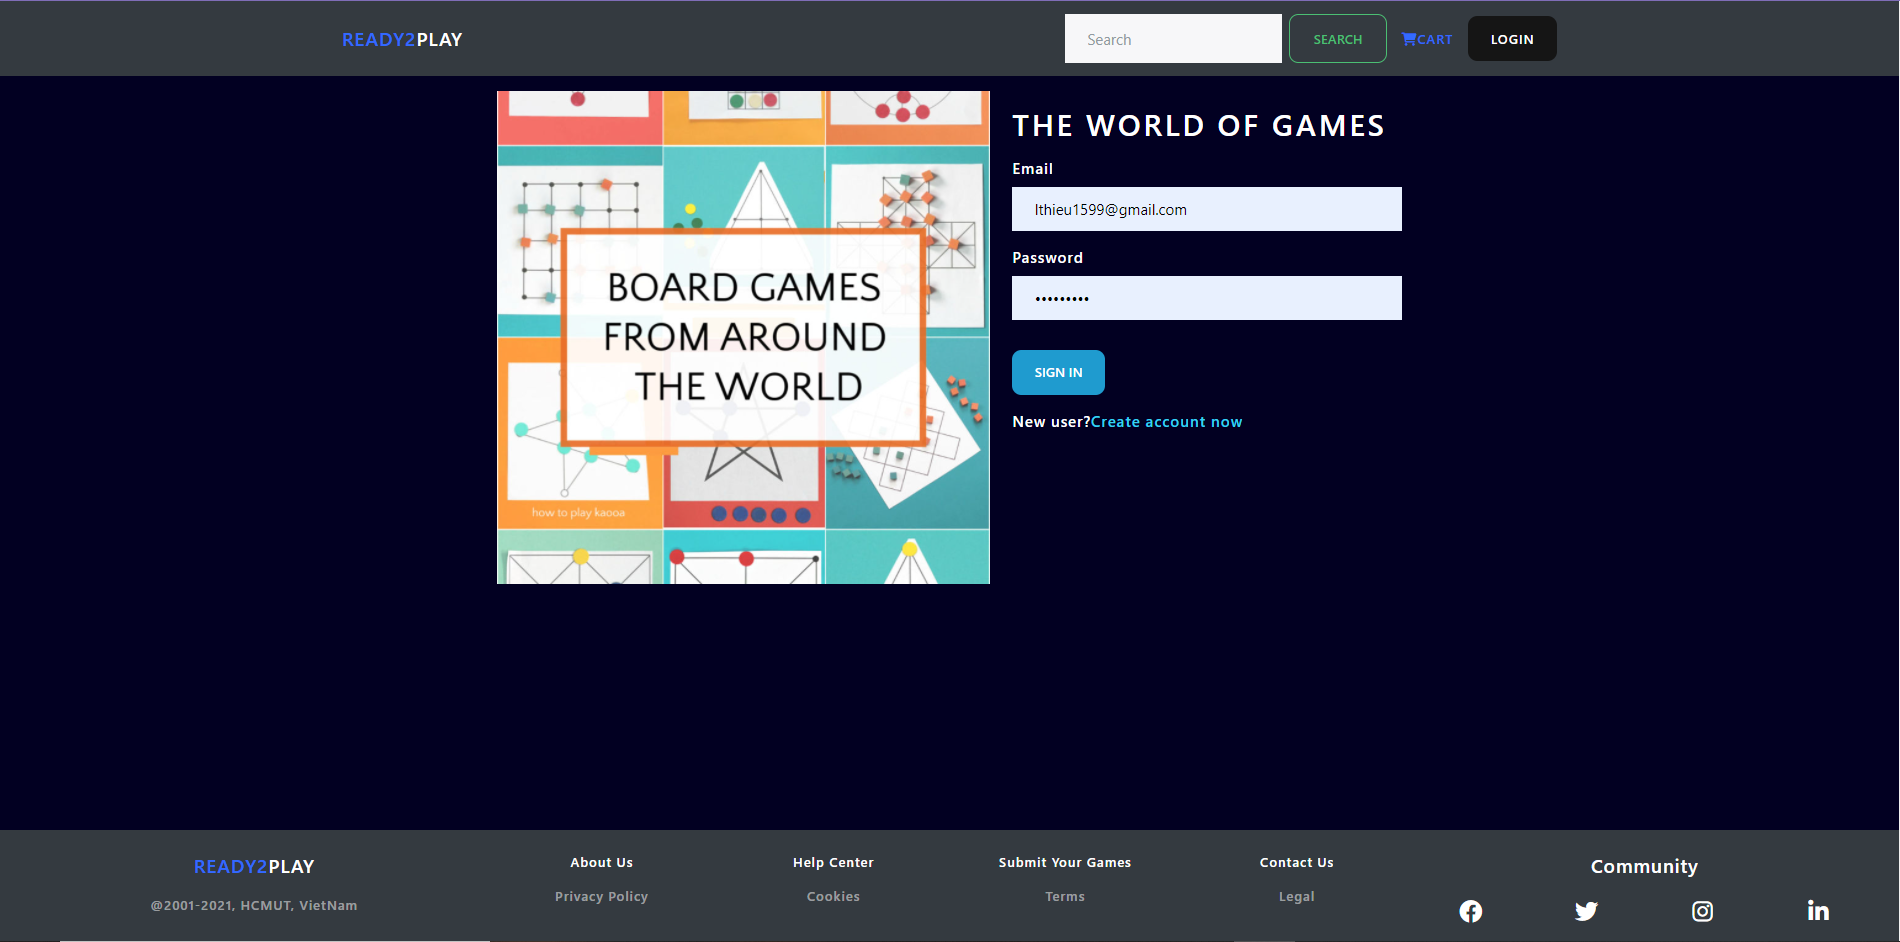 READY2PLAY
Search
SEARCH
CART
LOGIN
BOARD GAMES
FROM AROUND
THE WORLD
how to play kaooa
THE WORLD OF GAMES
Email
lthieu1599@gmail.com
Password
•••••••••
SIGN IN
New user?Create account now
READY2PLAY
@2001-2021, HCMUT, VietNam
About Us
Privacy Policy
Help Center
Cookies
Submit Your Games
Terms
Contact Us
Legal
Community